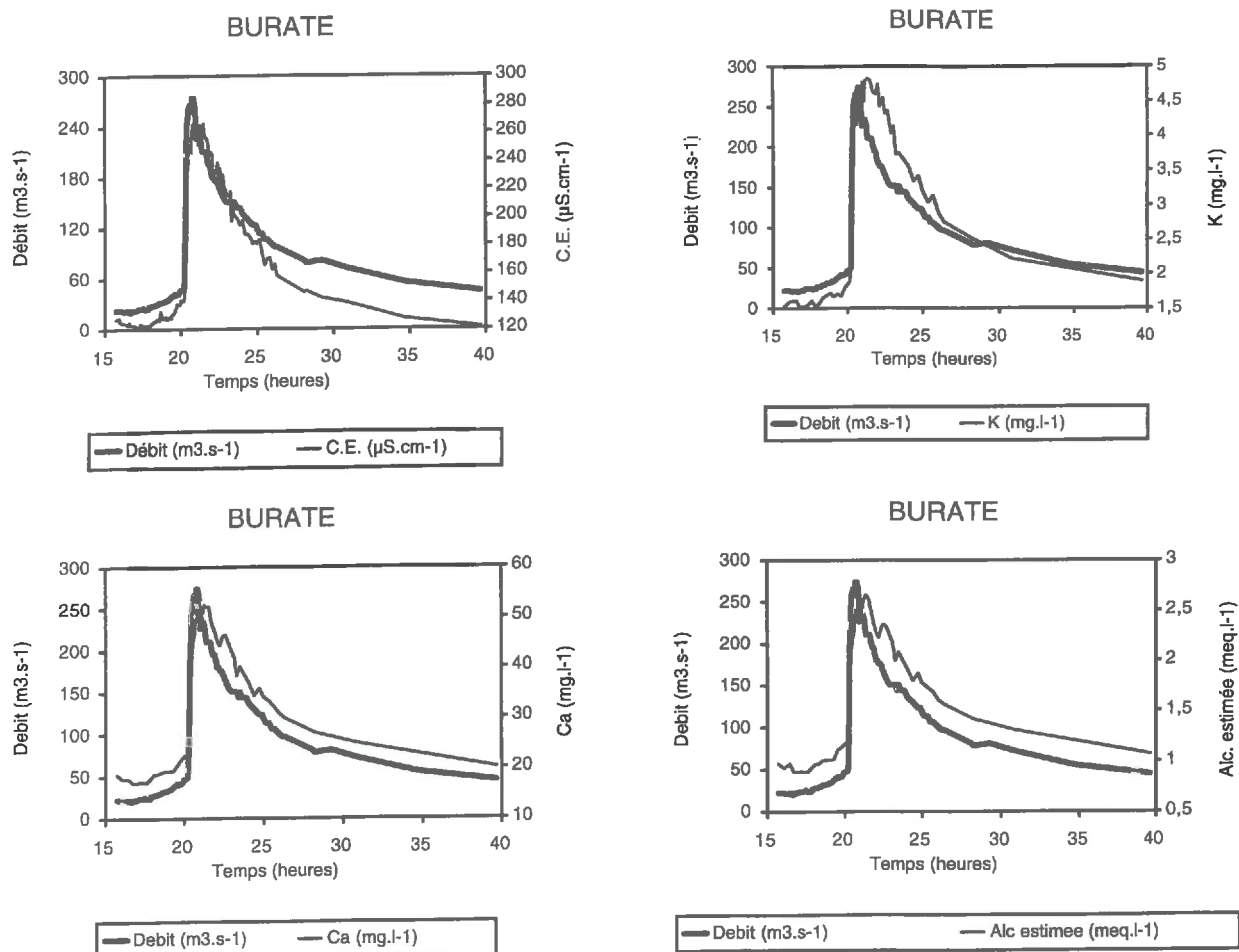 BURATE
300
240
180
120
60
0
Débit (m3.s-1)
300
280
260
240
220
200
180
160
140
120
C.E. (µS.cm-1)
15 20 25 30 35 40
Temps (heures)
Débit (m3.s-1) C.E. (µS.cm-1)
BURATE
300
250
200
150
100
50
0
Debit (m3.s-1)
5
4,5
4
3,5
3
2,5
2
1,5
K (mg.l-1)
15 20 25 30 35 40
Temps (heures)
Debit (m3.s-1) K (mg.l-1)
BURATE
300
250
200
150
100
50
0
Debit (m3.s-1)
60
50
40
30
20
10
Ca (mg.l-1)
15 20 25 30 35 40
Temps (heures)
Debit (m3.s-1) Ca (mg.l-1)
BURATE
300
250
200
150
100
50
0
Debit (m3.s-1)
3
2,5
2
1,5
1
0,5
Alc. estimée (meq.l-1)
15 20 25 30 35 40
Temps (heures)
Debit (m3.s-1) Alc estimee (meq.l-1)